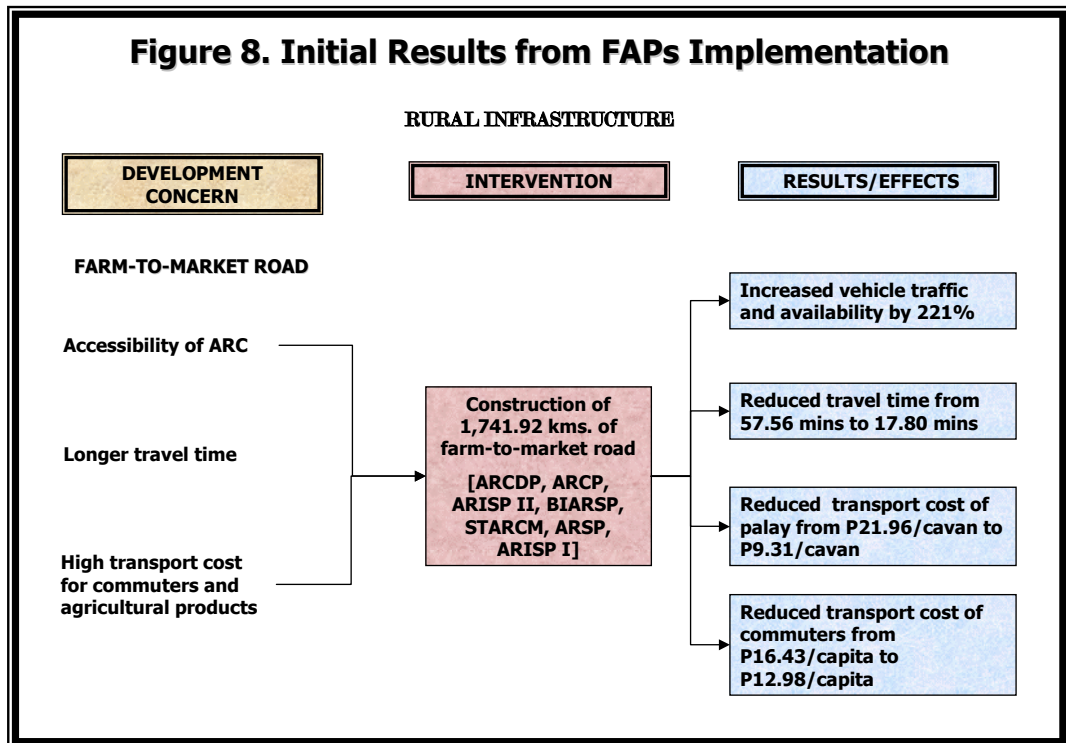 Figure 8. Initial Results from FAPs Implementation
RURAL INFRASTRUCTURE
DEVELOPMENT
CONCERN
INTERVENTION
RESULTS/EFFECTS
FARM-TO-MARKET ROAD
Accessibility of ARC
Longer travel time
High transport cost
for commuters and
agricultural products
Construction of
1,741.92 kms. of
farm-to-market road
[ARCDP, ARCP,
ARISP II, BIARSP,
STARCM, ARSP,
ARISP I]
Increased vehicle traffic
and availability by 221%
Reduced travel time from
57.56 mins to 17.80 mins
Reduced transport cost of
palay from P21.96/cavan to
P9.31/cavan
Reduced transport cost of
commuters from
P16.43/capita to
P12.98/capita